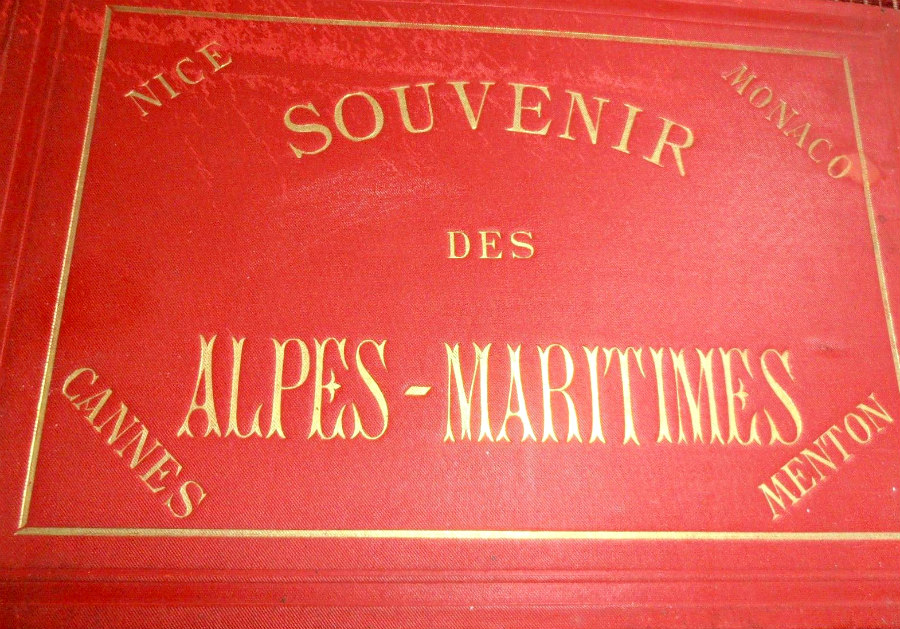 NICE
MONACO
SOUVENIR
DES
ALPES-MARITIMES
CANNES
MENTON